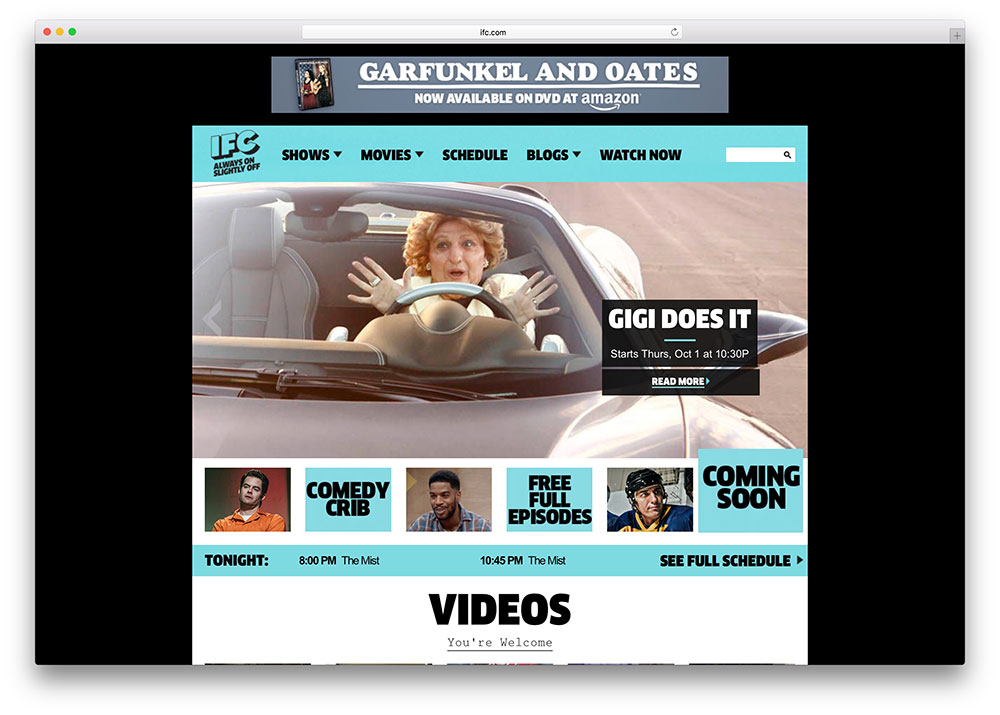 ifc.com
GARFUNKEL AND OATES
NOW AVAILABLE ON DVD AT amazon
IFC
ALWAYS ON
SLIGHTLY OFF
SHOWS MOVIES SCHEDULE BLOGS WATCH NOW
GIGI DOES IT
Starts Thurs, Oct 1 at 10:30P
READ MORE
COMEDY
CRIB
FREE
FULL
EPISODES
COMING
SOON
TONIGHT: 8:00 PM The Mist 10:45 PM The Mist SEE FULL SCHEDULE
VIDEOS
You're Welcome